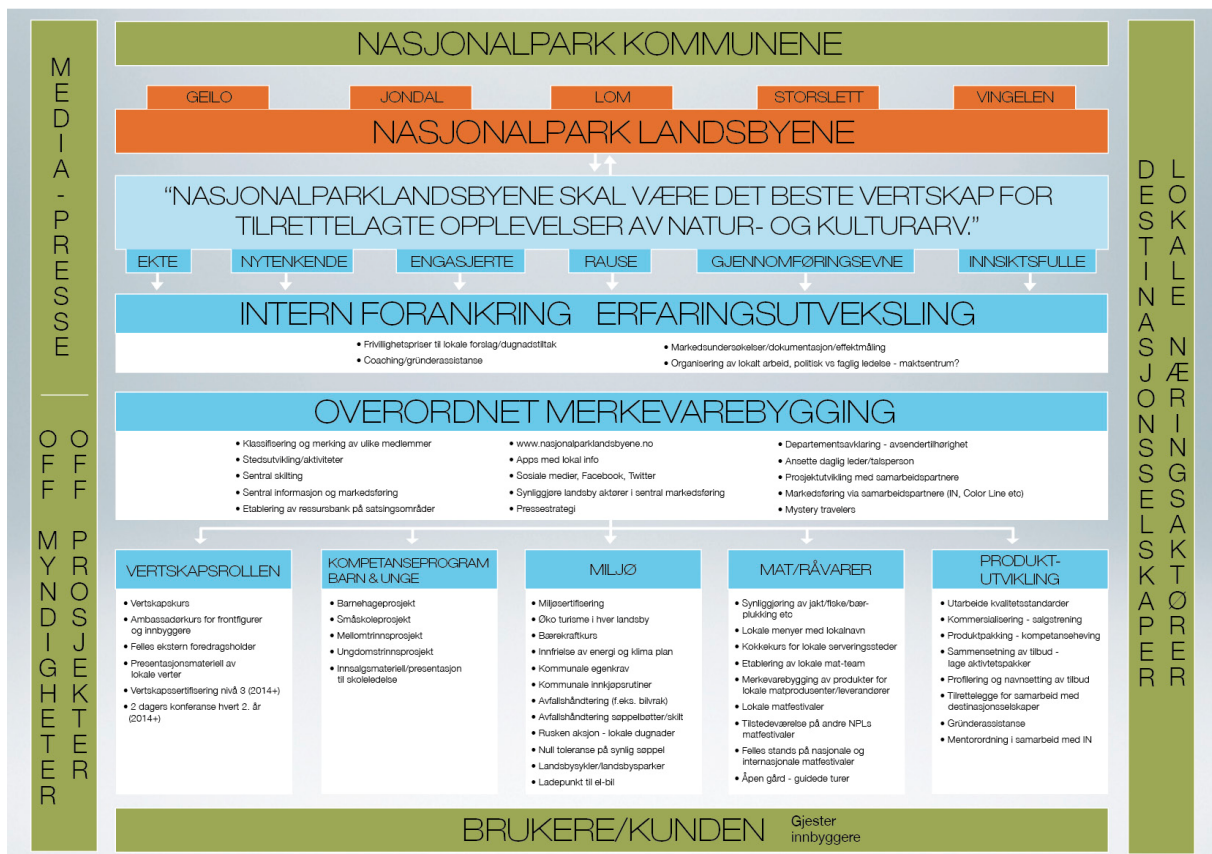 NASJONALPARK KOMMUNENE
MEDIA-PRESSE
OFF MYNDIGHETER
OFF PROSJEKTER
GEILO
JONDAL
LOM
STORSLETT
VINGELEN
NASJONALPARK LANDSBYENE
"NASJONALPARKLANDSBYENE SKAL VÆRE DET BESTE VERTSKAP FOR
TILRETTELAGTE OPPLEVELSER AV NATUR- OG KULTURARV."
EKTE
NYTENKENDE
ENGASJERTE
RAUSE
GJENNOMFØRINGSEVNE
INNSIKTSFULLE
INTERN FORANKRING ERFARINGSUTVEKSLING
• Frivillighetspriser til lokale forslag/dugnadstiltak
• Coaching/gründerassistanse
• Markedsundersøkelser/dokumentasjon/effektmåling
• Organisering av lokalt arbeid, politisk vs faglig ledelse - maktsentrum?
OVERORDNET MERKEVAREBYGGING
• Klassifisering og merking av ulike medlemmer
• Stedsutvikling/aktiviteter
• Sentral skilting
• Sentral informasjon og markedsføring
• Etablering av ressursbank på satsingsområder
• www.nasjonalparklandsbyene.no
• Apps med lokal info
• Sosiale medier, Facebook, Twitter
• Synliggjøre landsby aktører i sentral markedsføring
• Pressestrategi
• Departementsavklaring - avsendertilhørighet
• Ansette daglig leder/talsperson
• Prosjektutvikling med samarbeidspartnere
• Markedsføring via samarbeidspartnere (IN, Color Line etc)
• Mystery travelers
VERTSKAPSROLLEN
• Vertskapskurs
• Ambassadørkurs for frontfigurer
og innbyggere
• Felles ekstern foredragsholder
• Presentasjonsmateriell av
lokale verter
• Vertskapssertifisering nivå 3 (2014+)
• 2 dagers konferanse hvert 2. år
(2014+)
KOMPETANSEPROGRAM
BARN & UNGE
• Barnehageprosjekt
• Småskoleprosjekt
• Mellomtrinnsprosjekt
• Ungdomstrinnsprosjekt
• Innsalgsmateriell/presentasjon
til skoleledelse
MILJØ
• Miljøsertifisering
• Øko turisme i hver landsby
• Bærekraftkurs
• Innfrielse av energi og klima plan
• Kommunale egenkrav
• Kommunale innkjøpsrutiner
• Avfallshåndtering (f.eks. bilvrak)
• Avfallshåndtering søppelbøtter/skilt
• Rusken aksjon - lokale dugnader
• Null toleranse på synlig søppel
• Landsbysykler/landsbysparker
• Ladepunkt til el-bil
MAT/RÅVARER
• Synliggjøring av jakt/fiske/bær-
plukking etc
• Lokale menyer med lokalnavn
• Kokkekurs for lokale serveringssteder
• Etablering av lokale mat-team
• Merkevarebygging av produkter for
lokale matprodusenter/leverandører
• Lokale matfestivaler
• Tilstedeværelse på andre NPLs
matfestivaler
• Felles stands på nasjonale og
internasjonale matfestivaler
• Åpen gård - guidede turer
PRODUKT-
UTVIKLING
• Utarbeide kvalitetsstandarder
• Kommersialisering - salgstrening
• Produktpakking - kompetanseheving
• Sammensetning av tilbud -
lage aktivtetspakker
• Profilering og navnsetting av tilbud
• Tilrettelegge for samarbeid med
destinasjonsselskaper
• Gründerassistanse
• Mentorordning i samarbeid med IN
DESTINASJONSSELSKAPER
LOKALE NÆRINGSAKTØRER
BRUKERE/KUNDEN
Gjester
innbyggere